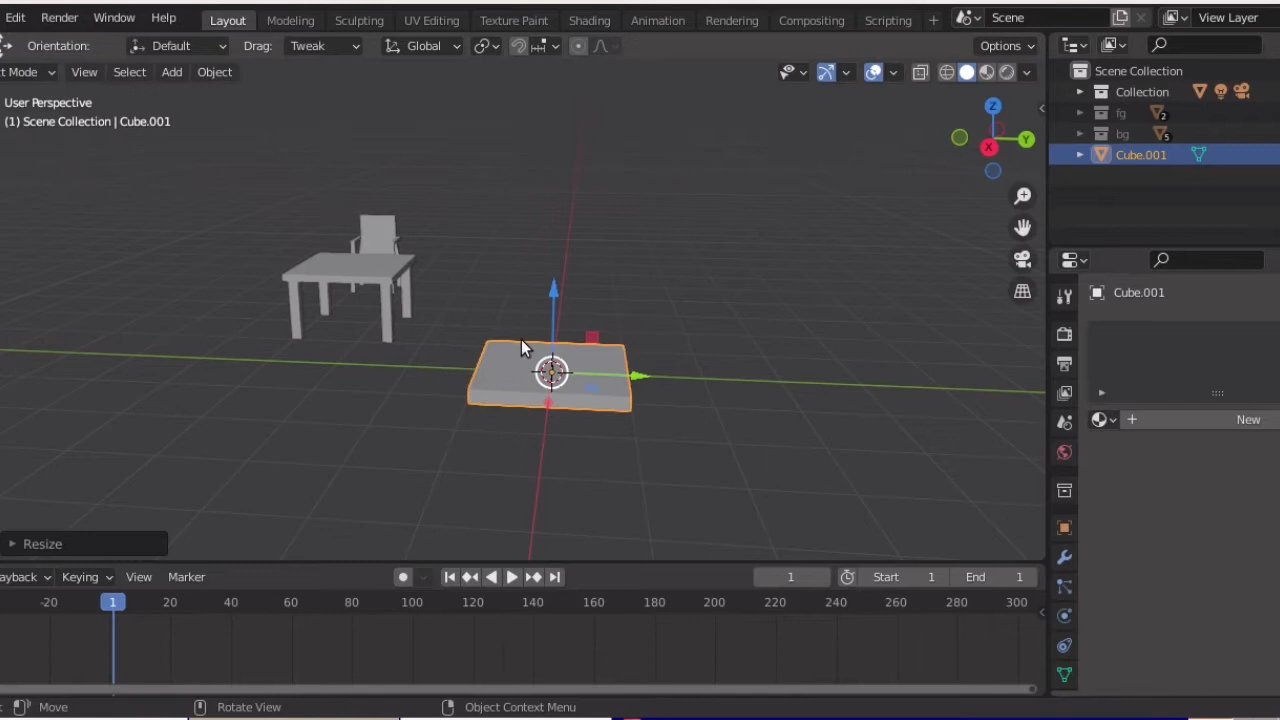 Edit Render Window Help Layout Modeling Sculpting UV Editing Texture Paint Shading Animation Rendering Compositing Scripting + Scene View Layer
Orientation: Default Drag: Tweak Global Options
ct Mode View Select Add Object
User Perspective
(1) Scene Collection | Cube.001
Z
Y
X
Scene Collection
Collection
fg 2
bg 5
Cube.001
Cube.001
+ New
Resize
ayback Keying View Marker 1 Start 1 End 1
-20 1 20 40 60 80 100 120 140 160 180 200 220 240 260 280 300
Move Rotate View Object Context Menu